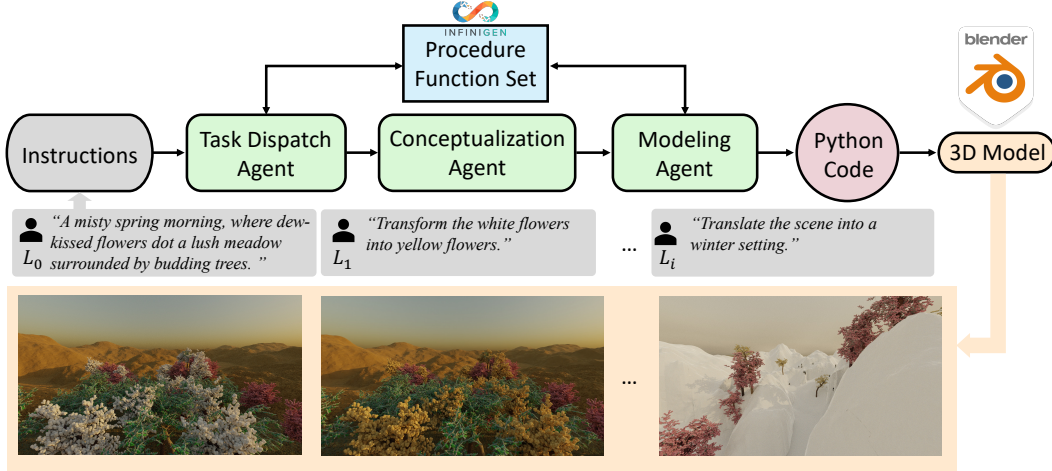 INFINIGEN
Procedure
Function Set
blender
Instructions
Task Dispatch
Agent
Conceptualization
Agent
Modeling
Agent
Python
Code
3D Model
“A misty spring morning, where dew-
kissed flowers dot a lush meadow
surrounded by budding trees. ”
L0
“Transform the white flowers
into yellow flowers.”
L1
...
“Translate the scene into a
winter setting.”
Li
...